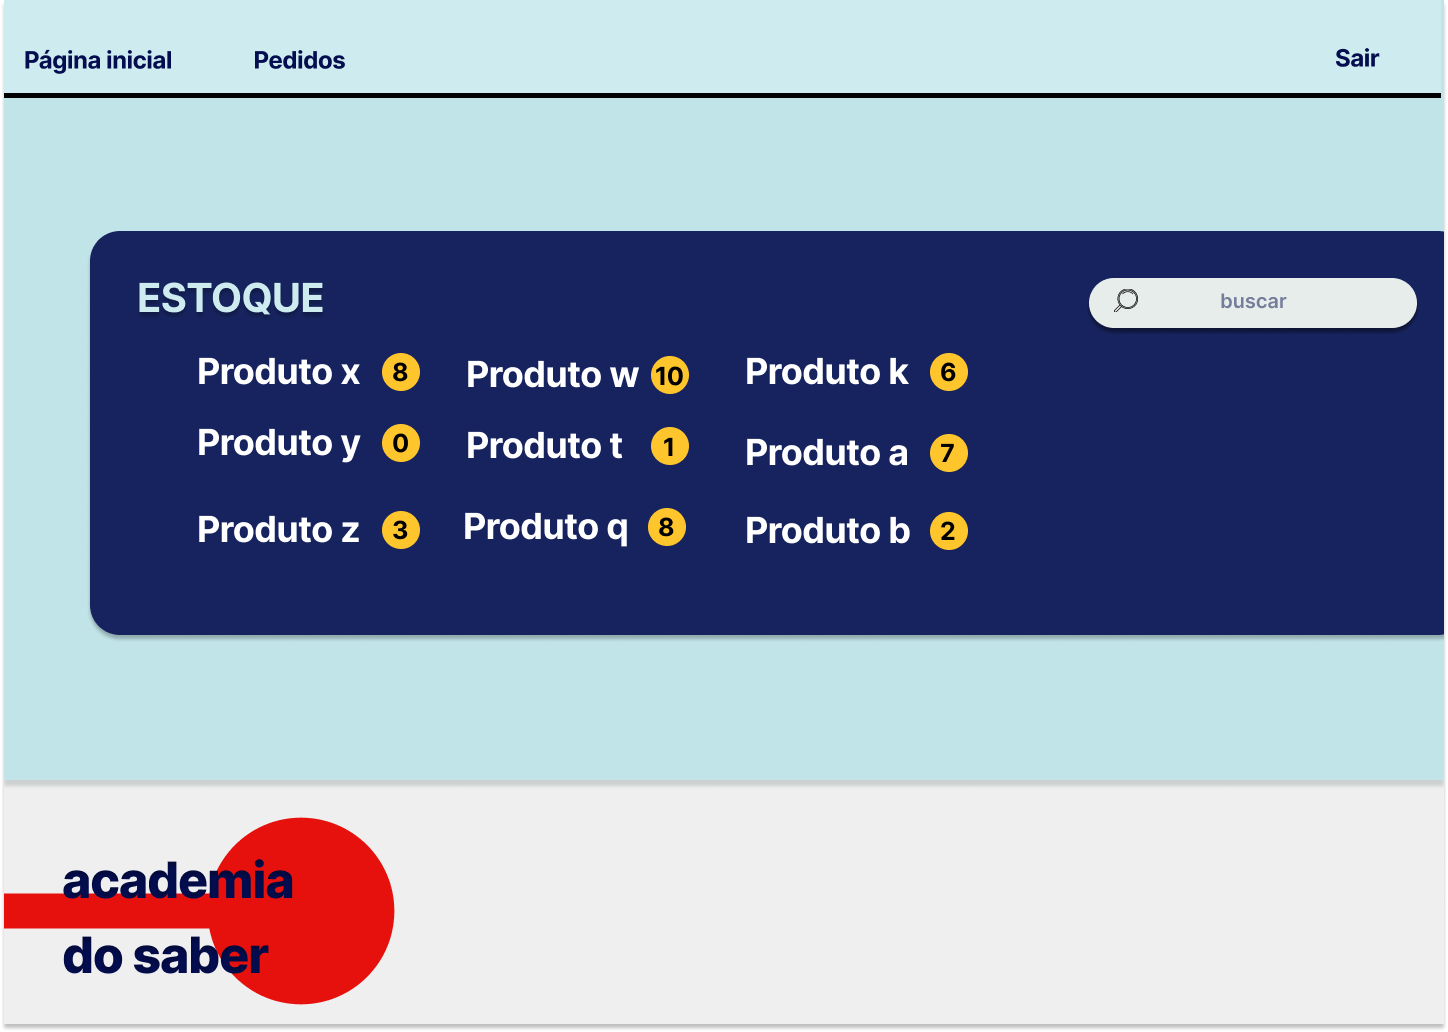 Página inicial Pedidos Sair
ESTOQUE
buscar
Produto x 8 Produto w 10 Produto k 6
Produto y 0 Produto t 1 Produto a 7
Produto z 3 Produto q 8 Produto b 2
academia
do saber